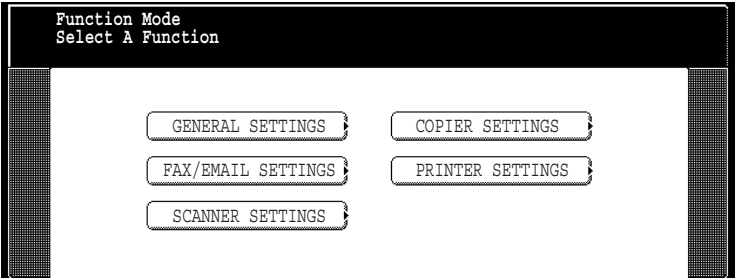 Function Mode
Select A Function
GENERAL SETTINGS
COPIER SETTINGS
FAX/EMAIL SETTINGS
PRINTER SETTINGS
SCANNER SETTINGS